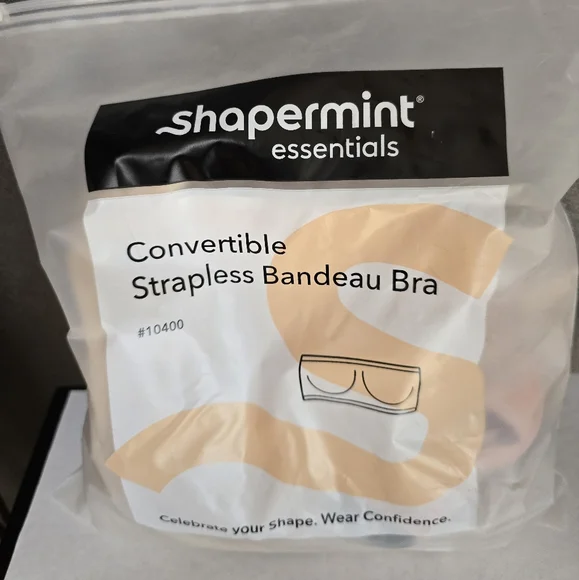 shapermint®
essentials
Convertible
Strapless Bandeau Bra
#10400
Celebrate your Shape. Wear Confidence.